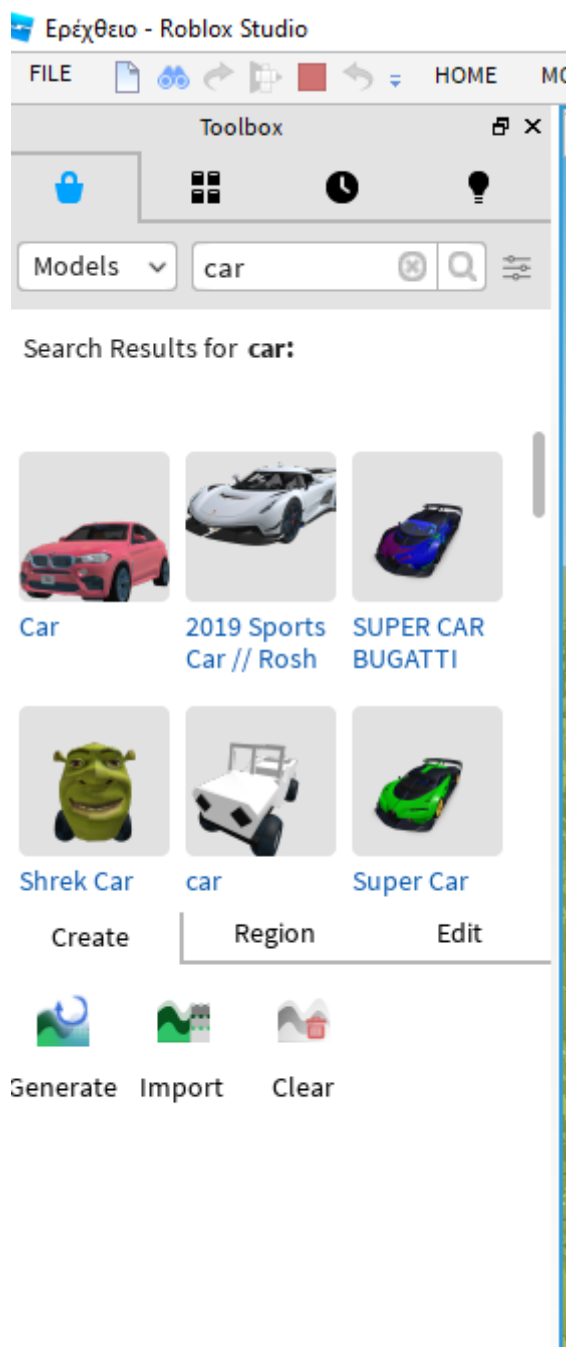 Ερέχθειο - Roblox Studio
FILE HOME
Toolbox
Models car
Search Results for car:
Car 2019 Sports Car // Rosh SUPER CAR BUGATTI
Shrek Car car Super Car
Create Region Edit
Generate Import Clear